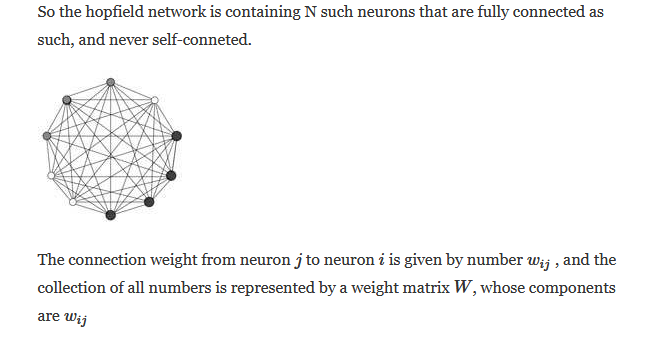 So the hopfield network is containing N such neurons that are fully connected as
such, and never self-conneted.
The connection weight from neuron j to neuron i is given by number w_{ij} , and the
collection of all numbers is represented by a weight matrix W, whose components
are w_{ij}